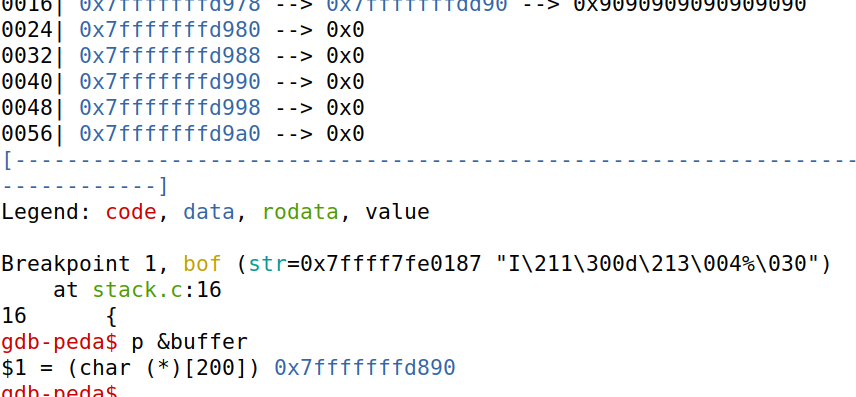 0016| 0x7fffffffd978 --> 0x7fffffffdd90 --> 0x9090909090909090
0024| 0x7fffffffd980 --> 0x0
0032| 0x7fffffffd988 --> 0x0
0040| 0x7fffffffd990 --> 0x0
0048| 0x7fffffffd998 --> 0x0
0056| 0x7fffffffd9a0 --> 0x0
[-----------------------------------------------------------------
------------]
Legend: code, data, rodata, value
Breakpoint 1, bof (str=0x7ffff7fe0187 "I\211\300d\213\004%\030")
    at stack.c:16
16      {
gdb-peda$ p &buffer
$1 = (char (*)[200]) 0x7fffffffd890
gdb-peda$